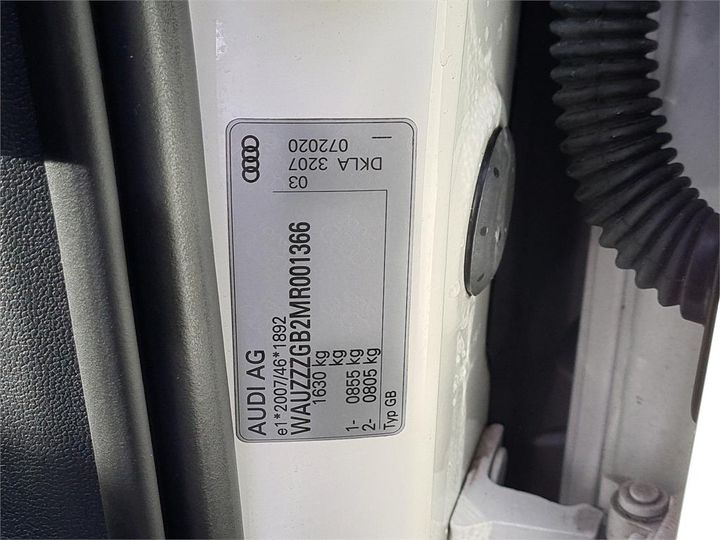 AUDI AG
e1*2007/46*1892
WAUZZZGB2MR001366
1630 kg
kg
1- 0855 kg
2- 0805 kg
Typ GB
03
DKLA 3207
072020